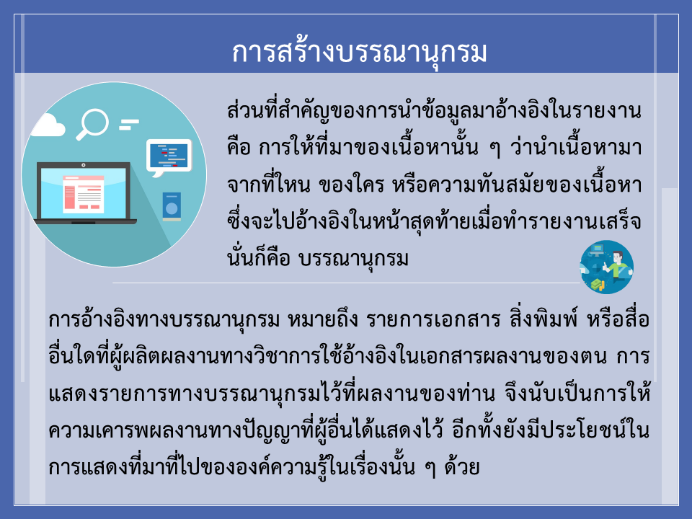 การสร้างบรรณานุกรม
ส่วนที่สำคัญของการนำข้อมูลมาอ้างอิงในรายงาน
คือ การให้ที่มาของเนื้อหานั้น ๆ ว่านำเนื้อหามา
จากที่ไหน ของใคร หรือความทันสมัยของเนื้อหา
ซึ่งจะไปอ้างอิงในหน้าสุดท้ายเมื่อทำรายงานเสร็จ
นั่นก็คือ บรรณานุกรม
การอ้างอิงทางบรรณานุกรม หมายถึง รายการเอกสาร สิ่งพิมพ์ หรือสื่อ
อื่นใดที่ผู้ผลิตผลงานทางวิชาการใช้อ้างอิงในเอกสารผลงานของตน การ
แสดงรายการทางบรรณานุกรมไว้ที่ผลงานของท่าน จึงนับเป็นการให้
ความเคารพผลงานทางปัญญาที่ผู้อื่นได้แสดงไว้ อีกทั้งยังมีประโยชน์ใน
การแสดงที่มาที่ไปขององค์ความรู้ในเรื่องนั้น ๆ ด้วย